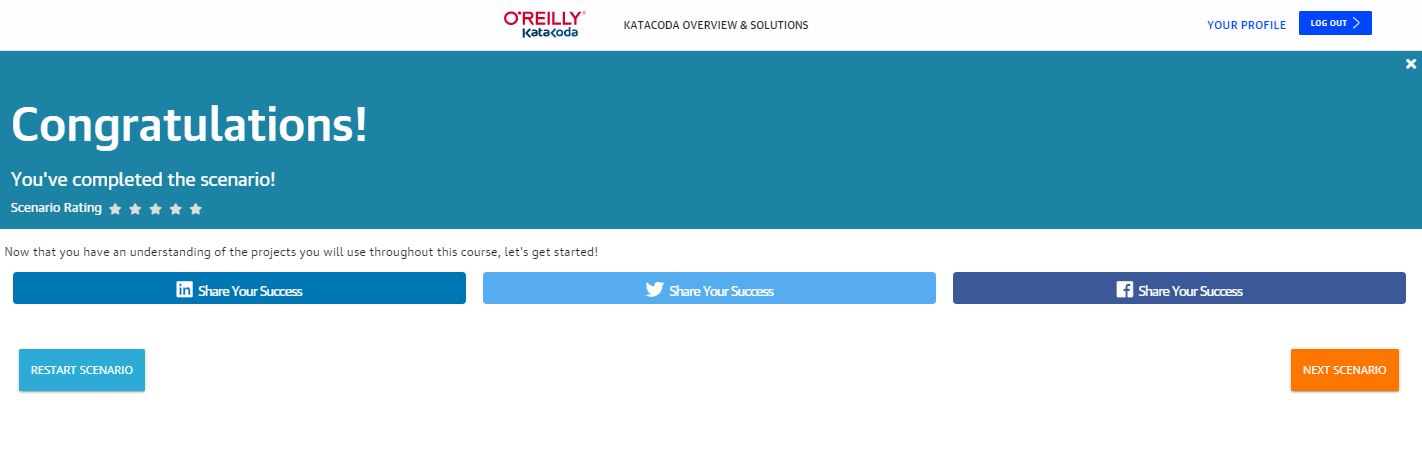 O'REILLY
Katacoda
KATACODA OVERVIEW & SOLUTIONS
YOUR PROFILE
LOG OUT
Congratulations!
You've completed the scenario!
Scenario Rating
Now that you have an understanding of the projects you will use throughout this course, let's get started!
Share Your Success
Share Your Success
Share Your Success
RESTART SCENARIO
NEXT SCENARIO